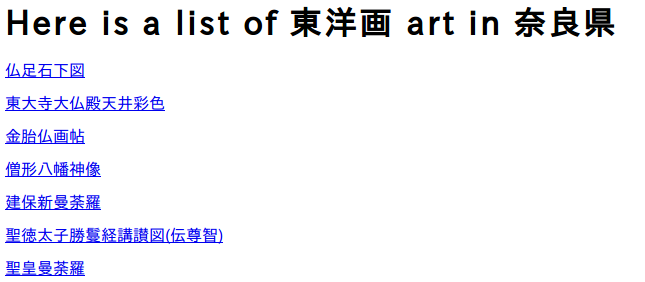 Here is a list of 東洋画 art in 奈良県
仏足石下図
東大寺大仏殿天井彩色
金胎仏画帖
僧形八幡神像
建保新曼荼羅
聖徳太子勝鬘経講讃図(伝尊智)
聖皇曼荼羅